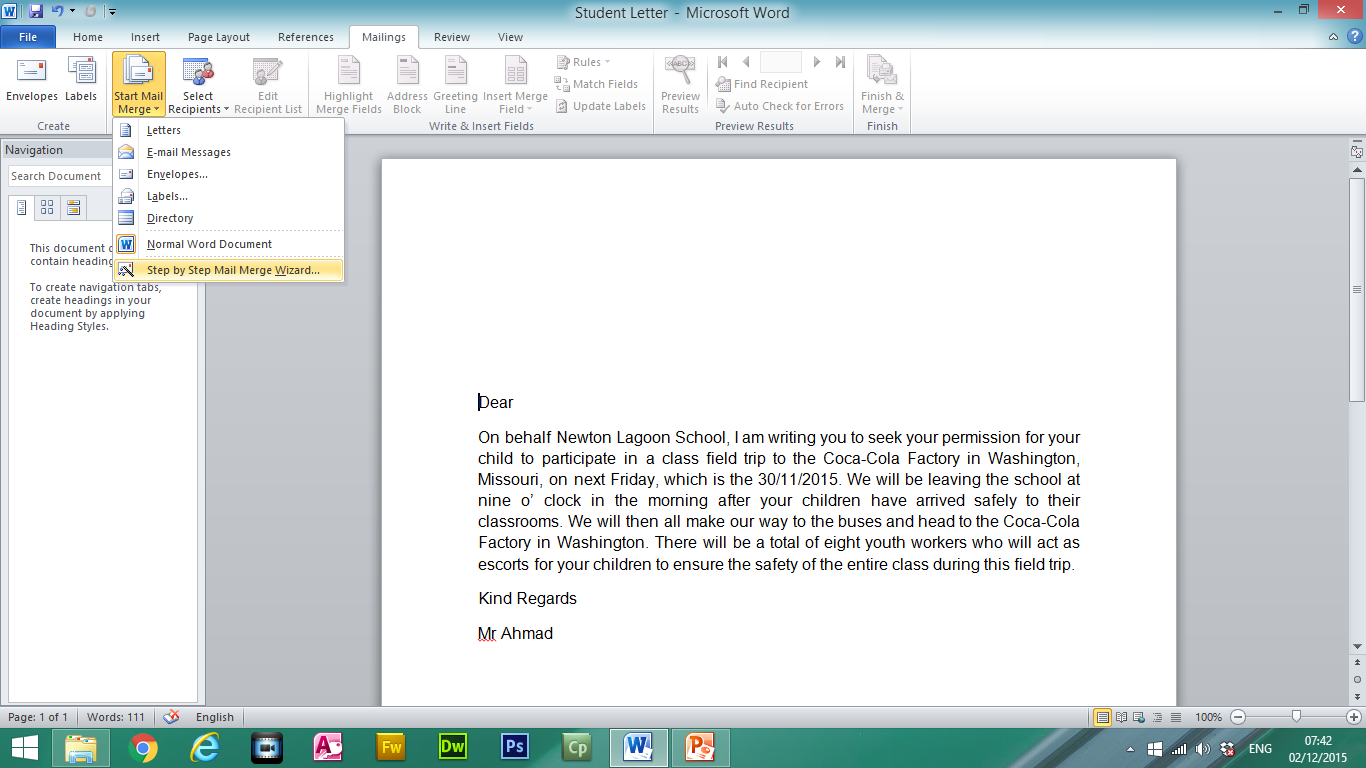 Student Letter - Microsoft Word
File Home Insert Page Layout References Mailings Review View
Envelopes Labels Start Mail Merge Select Recipients Edit Recipient List Highlight Merge Fields Address Block Greeting Line Insert Merge Field Rules Match Fields Update Labels Preview Results Find Recipient Auto Check for Errors Finish & Merge
Create Write & Insert Fields Preview Results Finish
Letters
E-mail Messages
Envelopes...
Labels...
Directory
Normal Word Document
Step by Step Mail Merge Wizard...
Navigation
Search Document
This document
contain heading
To create navigation tabs,
create headings in your
document by applying
Heading Styles.
Dear
On behalf Newton Lagoon School, I am writing you to seek your permission for your
child to participate in a class field trip to the Coca-Cola Factory in Washington,
Missouri, on next Friday, which is the 30/11/2015. We will be leaving the school at
nine o’ clock in the morning after your children have arrived safely to their
classrooms. We will then all make our way to the buses and head to the Coca-Cola
Factory in Washington. There will be a total of eight youth workers who will act as
escorts for your children to ensure the safety of the entire class during this field trip.
Kind Regards
Mr Ahmad
Page: 1 of 1 Words: 111 English 100%
A Fw Dw Ps Cp W P ENG 07:42
02/12/2015